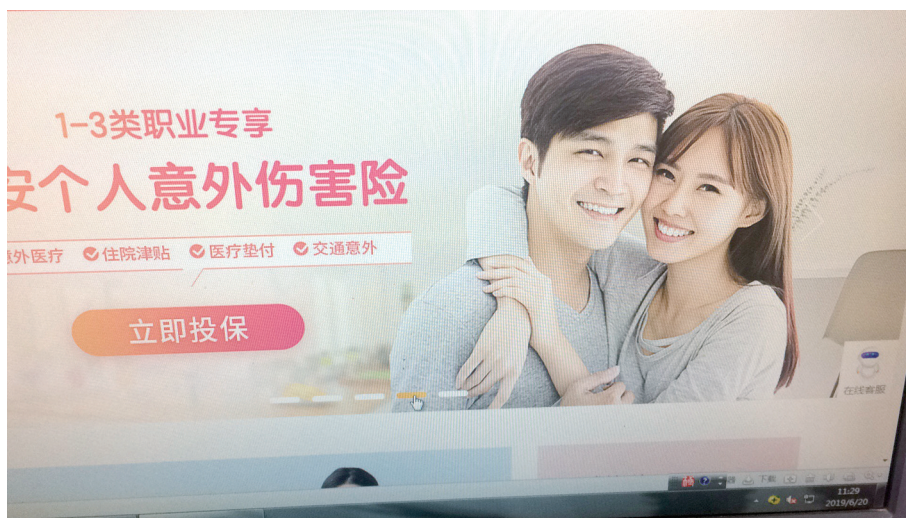 1-3类职业专享
安个人意外伤害险
意外医疗 住院津贴 医疗垫付 交通意外
立即投保
在线客服
下载
11:29
2019/6/20